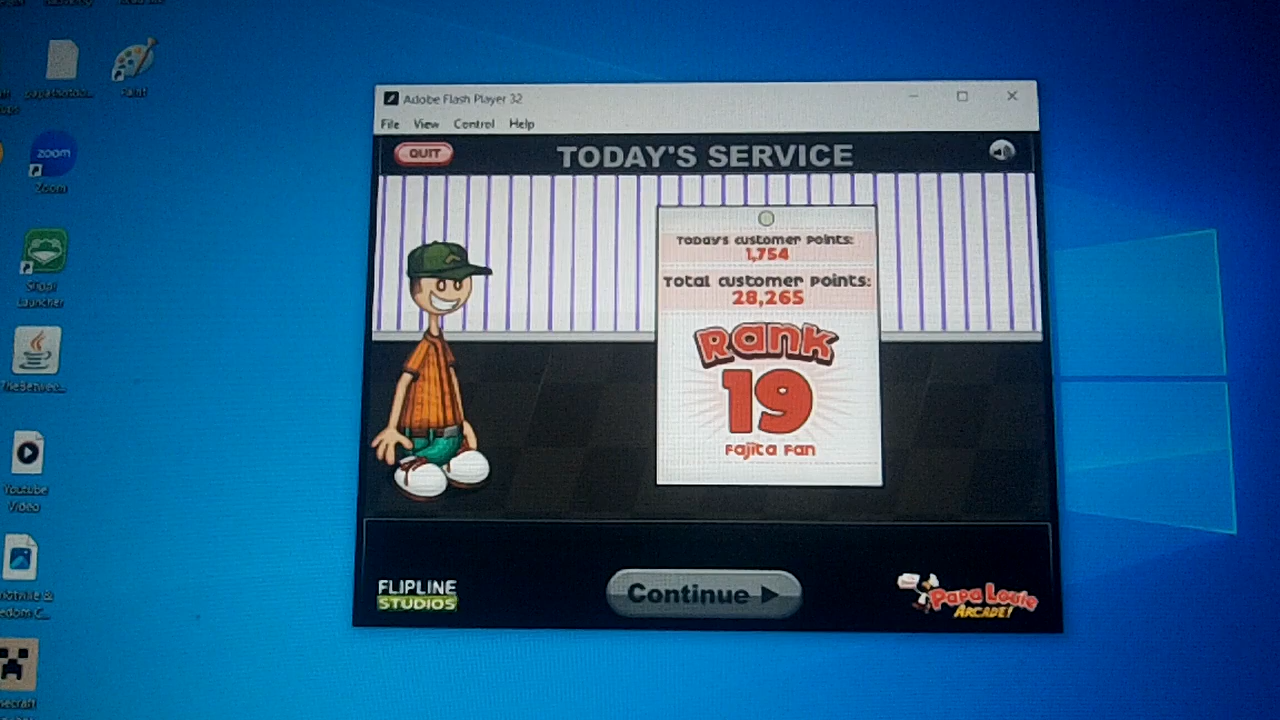 Paint
zoom
Zoom
Launcher
Youtube
Video
Adobe Flash Player 32
File View Control Help
QUIT
TODAY'S SERVICE
Today's customer points:
1,754
Total customer points:
28,265
Rank
19
Fajita Fan
FLIPLINE
STUDIOS
Continue
Papa Louie
ARCADE!